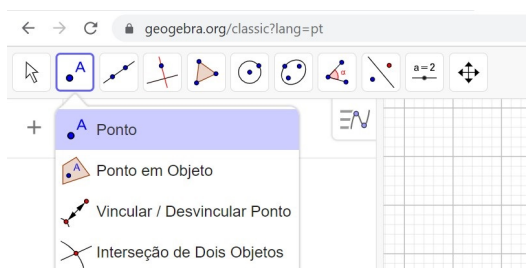 geogebra.org/classic?lang=pt
A
α
a=2
A Ponto
A Ponto em Objeto
Vincular / Desvincular Ponto
Interseção de Dois Objetos